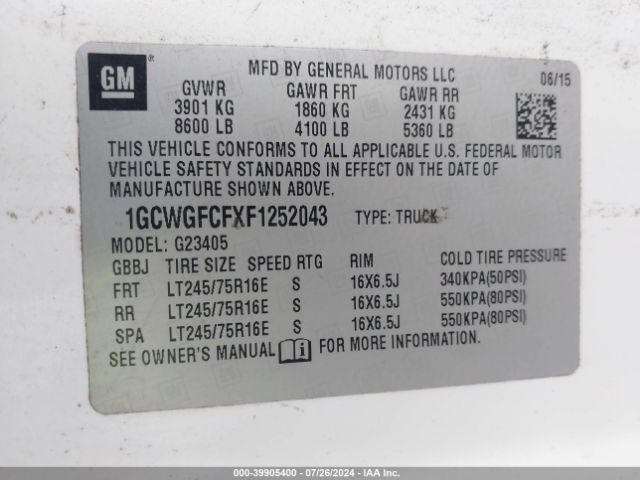 GM
MFD BY GENERAL MOTORS LLC 06/15
GVWR GAWR FRT GAWR RR
3901 KG 1860 KG 2431 KG
8600 LB 4100 LB 5360 LB
THIS VEHICLE CONFORMS TO ALL APPLICABLE U.S. FEDERAL MOTOR
VEHICLE SAFETY STANDARDS IN EFFECT ON THE DATE OF
MANUFACTURE SHOWN ABOVE.
1GCWGFCFXF1252043 TYPE: TRUCK
MODEL: G23405
GBBJ TIRE SIZE SPEED RTG RIM COLD TIRE PRESSURE
FRT LT245/75R16E S 16X6.5J 340KPA(50PSI)
RR LT245/75R16E S 16X6.5J 550KPA(80PSI)
SPA LT245/75R16E S 16X6.5J 550KPA(80PSI)
SEE OWNER'S MANUAL i FOR MORE INFORMATION.
000-39905400 - 07/26/2024 - IAA, Inc.